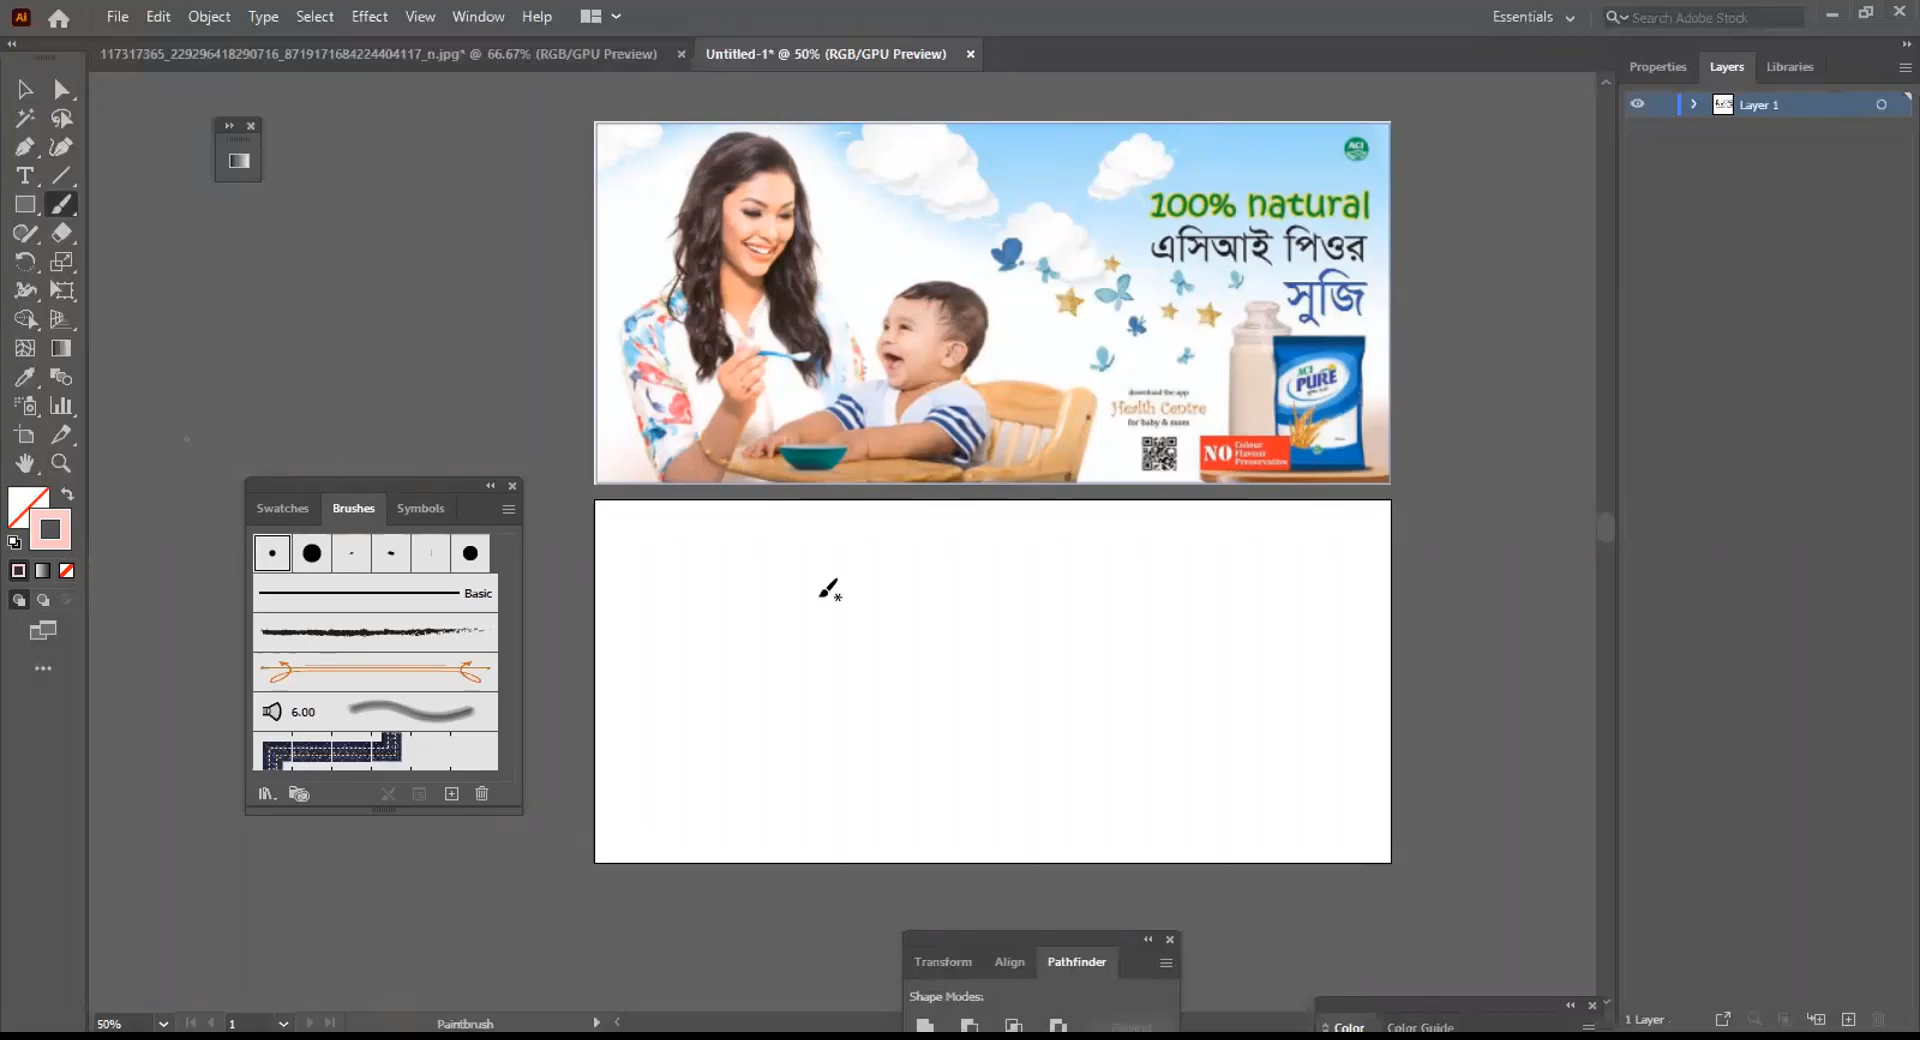 Ai File Edit Object Type Select Effect View Window Help
Essentials
Search Adobe Stock
117317365_229296418290716_8719171684224404117_n.jpg* @ 66.67% (RGB/GPU Preview)
Untitled-1* @ 50% (RGB/GPU Preview)
Properties Layers Libraries
Layer 1
ACI
100% natural
এসিআই পিওর
সুজি
ACI
PURE
download the app
Health Centre
for baby & mom
NO Colour
Flavour
Preservative
Swatches Brushes Symbols
Basic
6.00
Transform Align Pathfinder
Shape Modes:
Color Color Guide
50% 1 Paintbrush
1 Layer